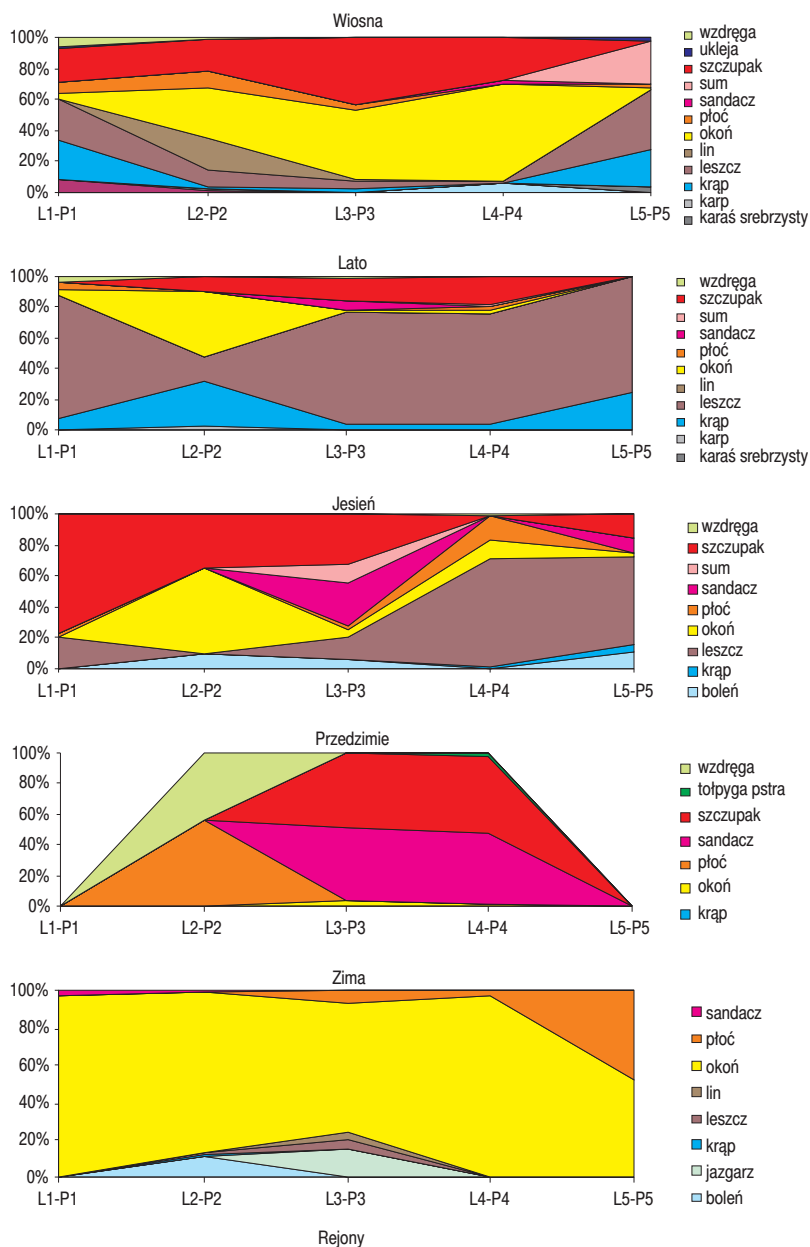 Wiosna
100%
80%
60%
40%
20%
0%
L1-P1 L2-P2 L3-P3 L4-P4 L5-P5
wzdręga
ukleja
szczupak
sum
sandacz
płoć
okoń
lin
leszcz
krąp
karp
karaś srebrzysty
Lato
100%
80%
60%
40%
20%
0%
L1-P1 L2-P2 L3-P3 L4-P4 L5-P5
wzdręga
szczupak
sum
sandacz
płoć
okoń
lin
leszcz
krąp
karp
karaś srebrzysty
Jesień
100%
80%
60%
40%
20%
0%
L1-P1 L2-P2 L3-P3 L4-P4 L5-P5
wzdręga
szczupak
sum
sandacz
płoć
okoń
leszcz
krąp
boleń
Przedzimie
100%
80%
60%
40%
20%
0%
L1-P1 L2-P2 L3-P3 L4-P4 L5-P5
wzdręga
tołpyga pstra
szczupak
sandacz
płoć
okoń
krąp
Zima
100%
80%
60%
40%
20%
0%
L1-P1 L2-P2 L3-P3 L4-P4 L5-P5
sandacz
płoć
okoń
lin
leszcz
krąp
jazgarz
boleń
Rejony